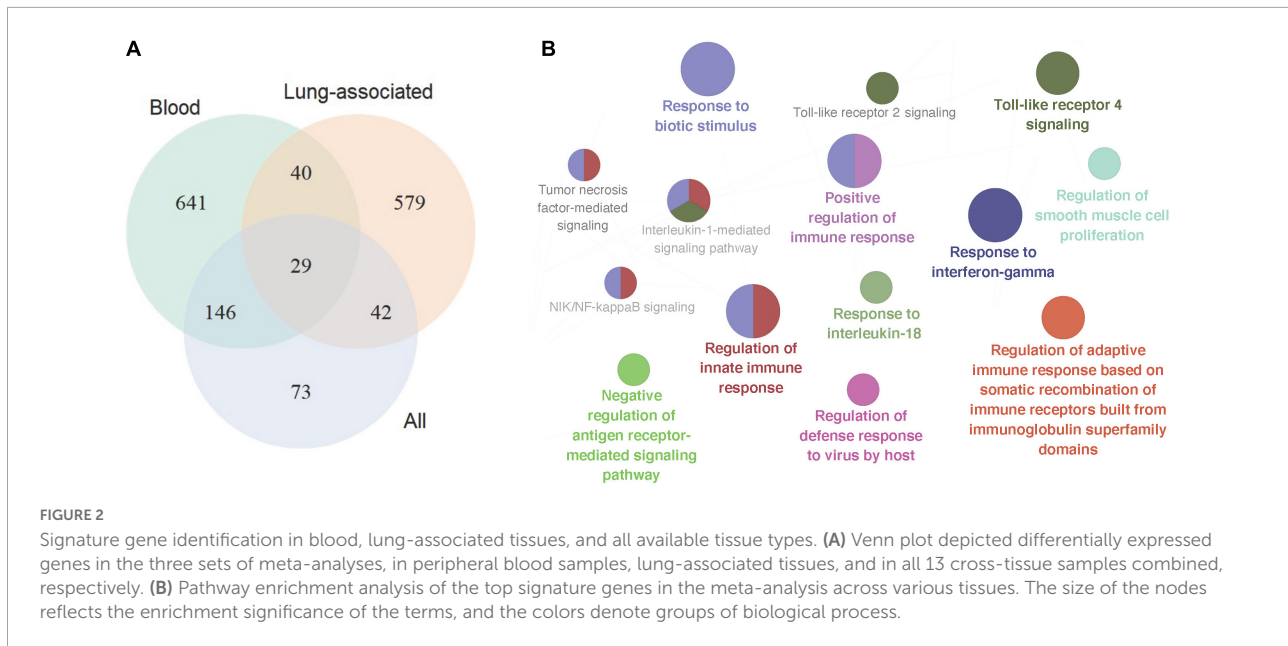 A
B
Blood
Lung-associated
641
40
579
29
146
42
73
All
Response to
biotic stimulus
Toll-like receptor 2 signaling
Toll-like receptor 4
signaling
Tumor necrosis
factor-mediated
signaling
Interleukin-1-mediated
signaling pathway
Positive
regulation of
immune response
Regulation of
smooth muscle cell
proliferation
Response to
interferon-gamma
NIK/NF-kappaB signaling
Response to
interleukin-18
Regulation of
innate immune
response
Regulation of adaptive
immune response based on
somatic recombination of
immune receptors built from
immunoglobulin superfamily
domains
Negative
regulation of
antigen receptor-
mediated signaling
pathway
Regulation of
defense response
to virus by host
FIGURE 2
Signature gene identification in blood, lung-associated tissues, and all available tissue types. (A) Venn plot depicted differentially expressed
genes in the three sets of meta-analyses, in peripheral blood samples, lung-associated tissues, and in all 13 cross-tissue samples combined,
respectively. (B) Pathway enrichment analysis of the top signature genes in the meta-analysis across various tissues. The size of the nodes
reflects the enrichment significance of the terms, and the colors denote groups of biological process.